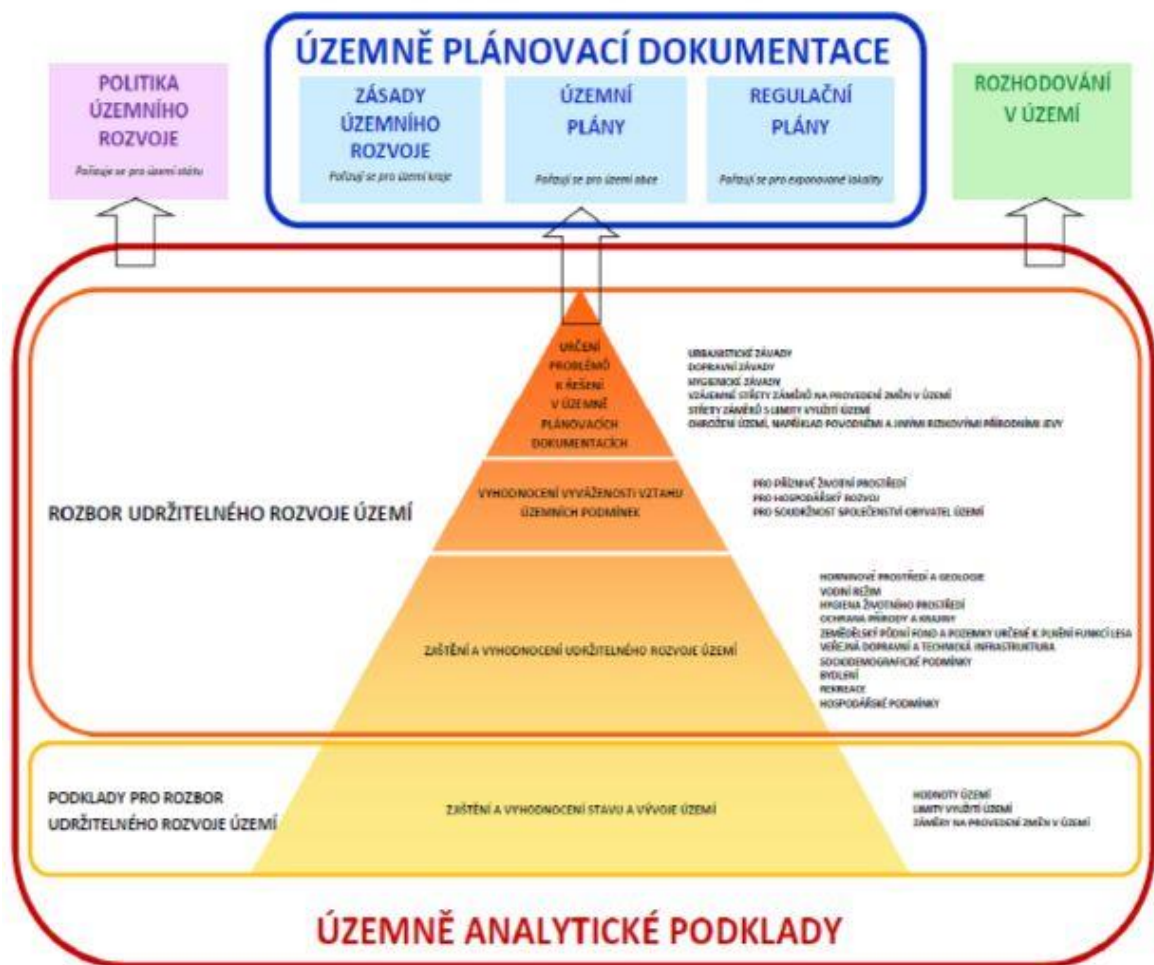 ÚZEMNĚ PLÁNOVACÍ DOKUMENTACE
POLITIKA
ÚZEMNÍHO
ROZVOJE
Pořizuje se pro území státu
ZÁSADY
ÚZEMNÍHO
ROZVOJE
Pořizují se pro území kraje
ÚZEMNÍ
PLÁNY
Pořizují se pro území obce
REGULAČNÍ
PLÁNY
Pořizují se pro exponované lokality
ROZHODOVÁNÍ
V ÚZEMÍ
URČENÍ
PROBLÉMŮ
K ŘEŠENÍ
V ÚZEMNĚ
PLÁNOVACÍCH
DOKUMENTACÍCH
URBANISTICKÉ ZÁVADY
DOPRAVNÍ ZÁVADY
HYGIENICKÉ ZÁVADY
VZÁJEMNÉ STŘETY ZÁMĚRŮ NA PROVEDENÍ ZMĚN V ÚZEMÍ
STŘETY ZÁMĚRŮ S LIMITY VYUŽITÍ ÚZEMÍ
OHROŽENÍ ÚZEMÍ, NAPŘÍKLAD POVODNĚMI A JINÝMI RIZIKOVÝMI PŘÍRODNÍMI JEVY
ROZBOR UDRŽITELNÉHO ROZVOJE ÚZEMÍ
VYHODNOCENÍ VYVÁŽENOSTI VZTAHU
ÚZEMNÍCH PODMÍNEK
PRO PŘÍZNIVÉ ŽIVOTNÍ PROSTŘEDÍ
PRO HOSPODÁŘSKÝ ROZVOJ
PRO SOUDRŽNOST SPOLEČENSTVÍ OBYVATEL ÚZEMÍ
ZJIŠTĚNÍ A VYHODNOCENÍ UDRŽITELNÉHO ROZVOJE ÚZEMÍ
HORNINOVÉ PROSTŘEDÍ A GEOLOGIE
VODNÍ REŽIM
HYGIENA ŽIVOTNÍHO PROSTŘEDÍ
OCHRANA PŘÍRODY A KRAJINY
ZEMĚDĚLSKÝ PŮDNÍ FOND A POZEMKY URČENÉ K PLNĚNÍ FUNKCÍ LESA
VEŘEJNÁ DOPRAVNÍ A TECHNICKÁ INFRASTRUKTURA
SOCIODEMOGRAFICKÉ PODMÍNKY
BYDLENÍ
REKREACE
HOSPODÁŘSKÉ PODMÍNKY
PODKLADY PRO ROZBOR
UDRŽITELNÉHO ROZVOJE ÚZEMÍ
ZJIŠTĚNÍ A VYHODNOCENÍ STAVU A VÝVOJE ÚZEMÍ
HODNOTY ÚZEMÍ
LIMITY VYUŽITÍ ÚZEMÍ
ZÁMĚRY NA PROVEDENÍ ZMĚN V ÚZEMÍ
ÚZEMNĚ ANALYTICKÉ PODKLADY